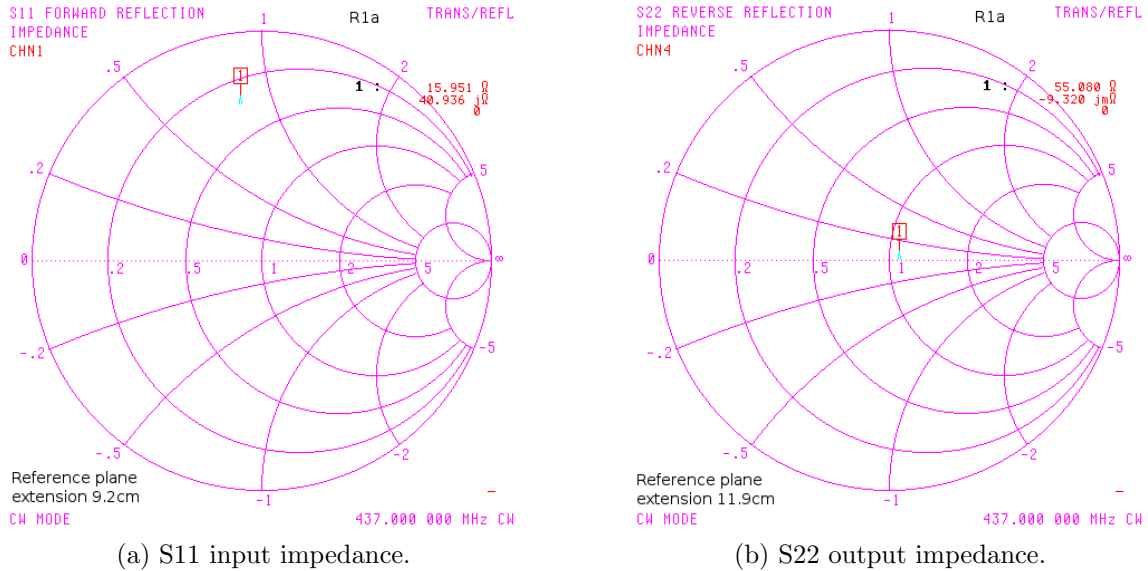 S11 FORWARD REFLECTION
R1a
TRANS/REFL
IMPEDANCE
CHN1
1
.5
2
1
1 :
15.951 Ω
40.936 jΩ
0
.2
5
0
.2
.5
1
2
5
∞
-.2
-5
-.5
-2
Reference plane
extension 9.2cm
-1
CW MODE
437.000 000 MHz CW
(a) S11 input impedance.
S22 REVERSE REFLECTION
R1a
TRANS/REFL
IMPEDANCE
CHN4
1
.5
2
1 :
55.080 Ω
-9.320 jmΩ
0
.2
5
1
0
.2
.5
1
2
5
∞
-.2
-5
-.5
-2
Reference plane
extension 11.9cm
-1
CW MODE
437.000 000 MHz CW
(b) S22 output impedance.